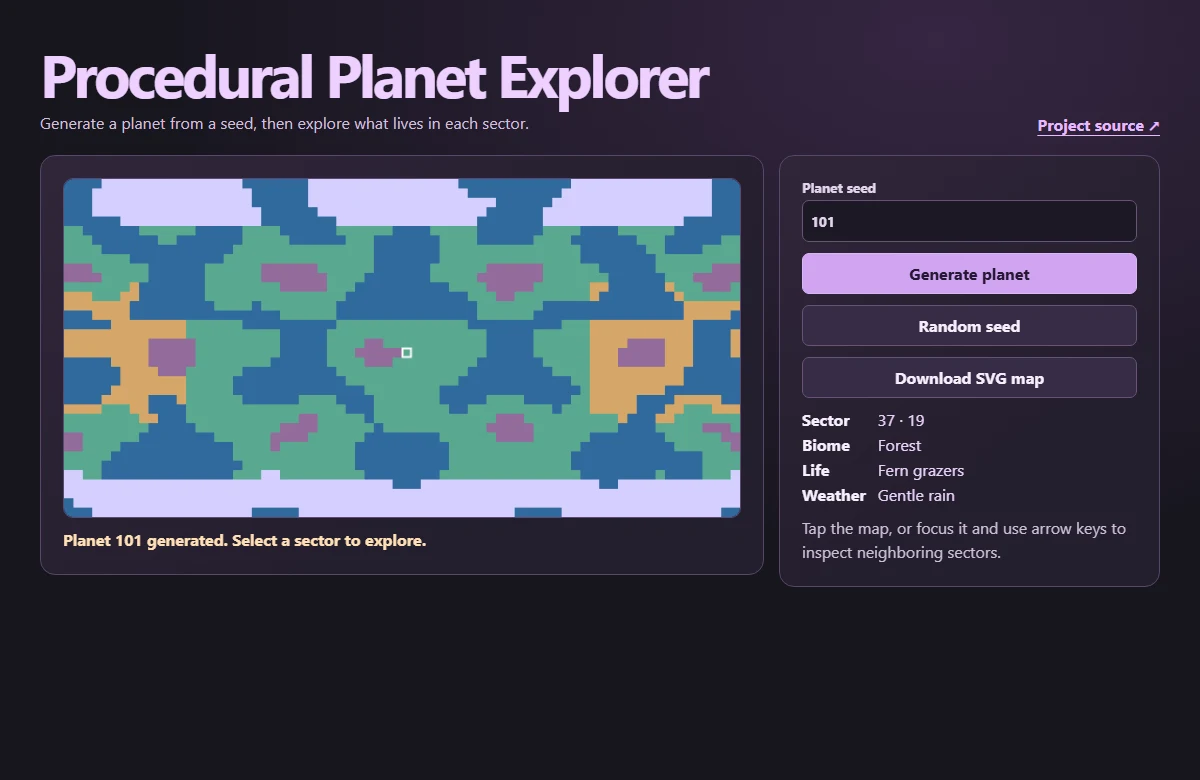 Procedural Planet Explorer
Generate a planet from a seed, then explore what lives in each sector.
Project source ↗
Planet 101 generated. Select a sector to explore.
Planet seed
101
Generate planet
Random seed
Download SVG map
Sector 37 · 19
Biome Forest
Life Fern grazers
Weather Gentle rain
Tap the map, or focus it and use arrow keys to
inspect neighboring sectors.